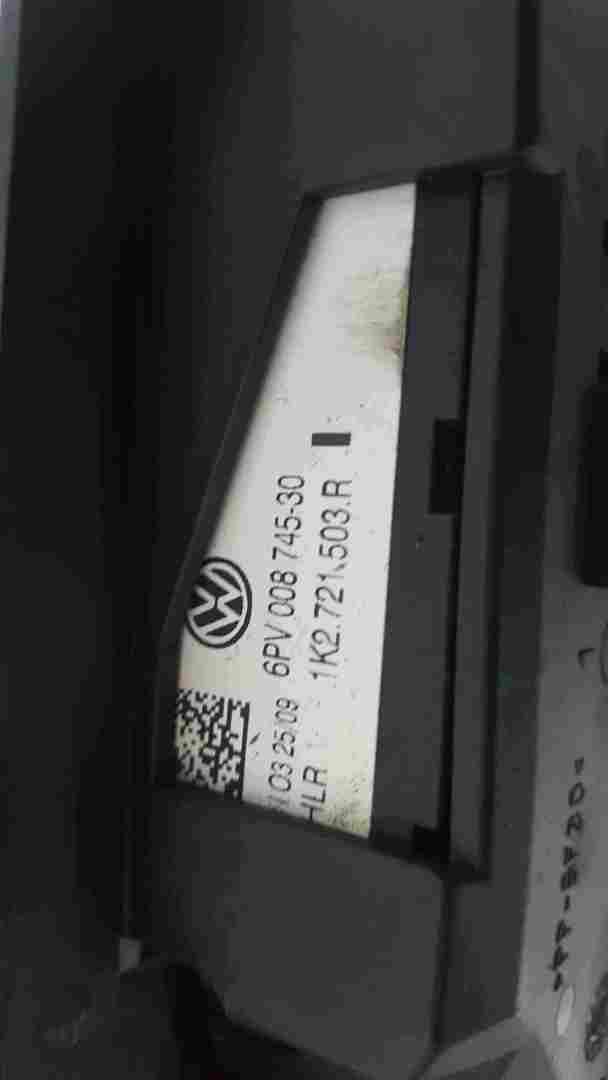 6PV 008 745-30
1K2.721.503.R
03 25/09
HLR